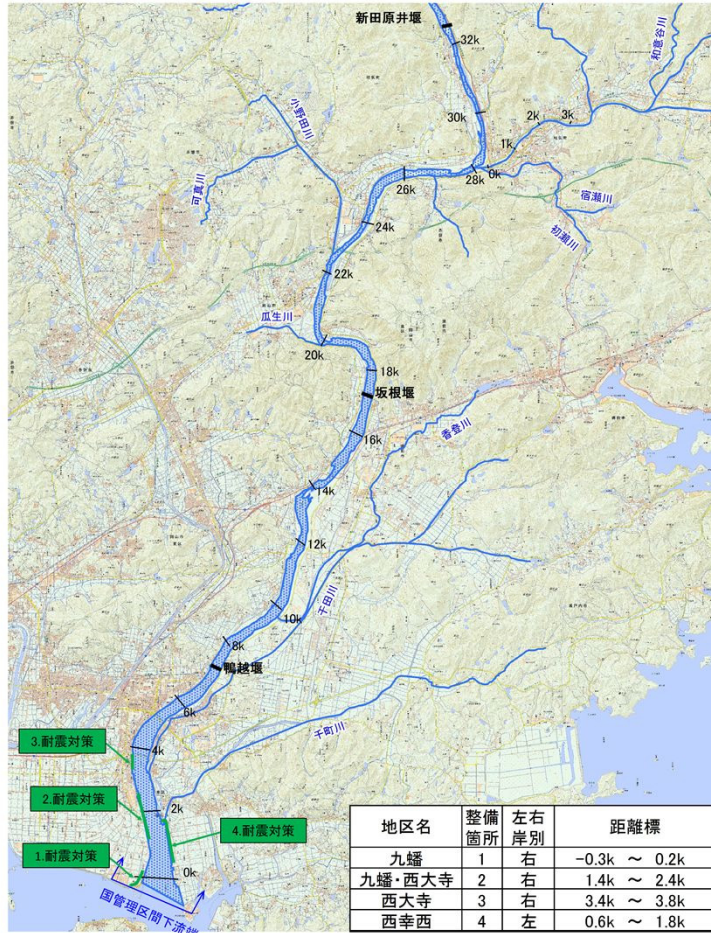 新田原井堰
32k
和意谷川
小野田川
30k
2k
3k
1k
0k
可真川
28k
26k
宿瀬川
初瀬川
24k
22k
瓜生川
20k
18k
坂根堰
16k
香登川
14k
12k
千田川
10k
8k
鴨越堰
6k
千町川
4k
3.耐震対策
2.耐震対策
2k
4.耐震対策
1.耐震対策
0k
国管理区間下流端
地区名 整備箇所 左右岸別 距離標
九蟠 1 右 -0.3k ～ 0.2k
九蟠・西大寺 2 右 1.4k ～ 2.4k
西大寺 3 右 3.4k ～ 3.8k
西幸西 4 左 0.6k ～ 1.8k